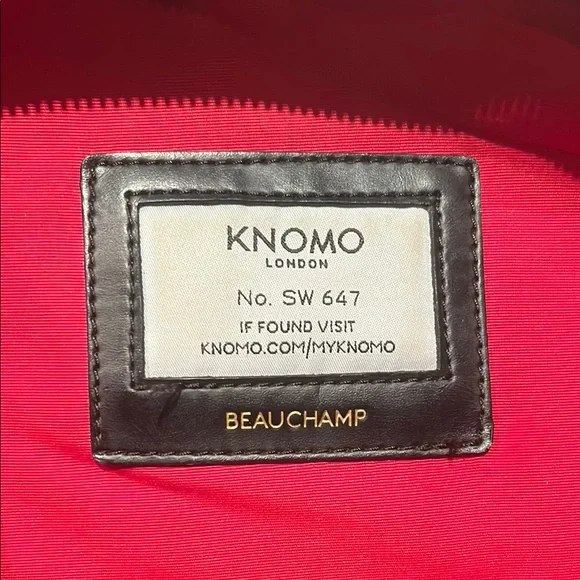 KNOMO
LONDON
No. SW 647
IF FOUND VISIT
KNOMO.COM/MYKNOMO
BEAUCHAMP